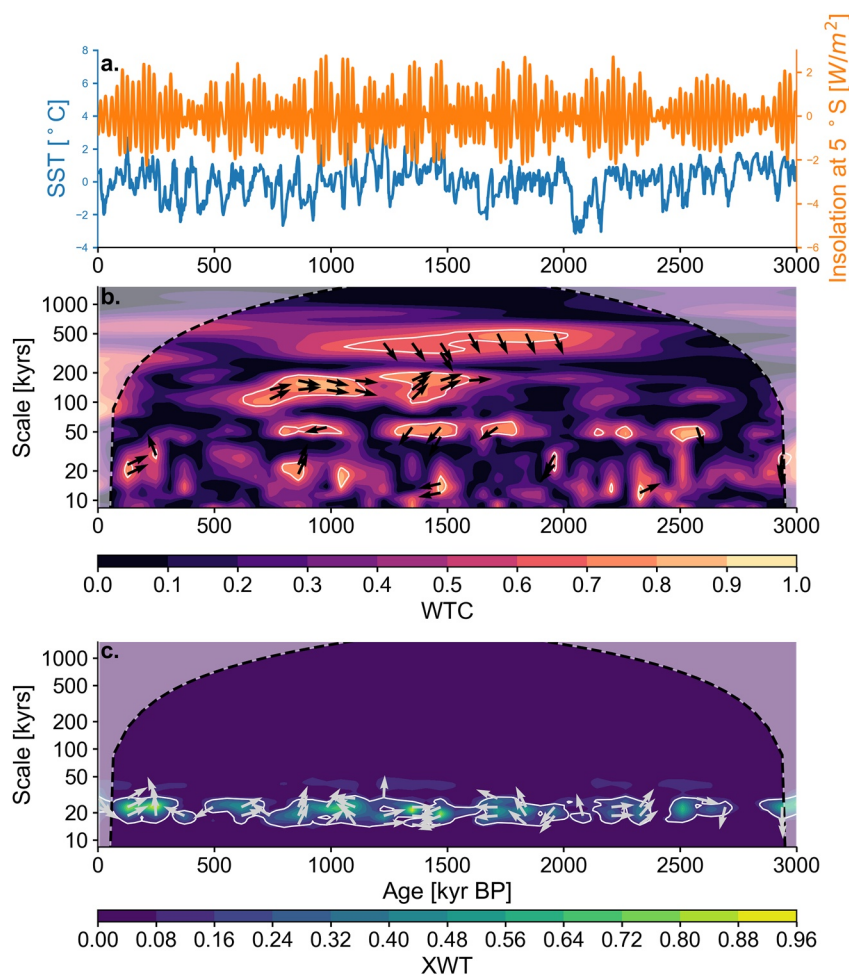 a.
SST [ ° C]
8
6
4
2
0
−2
−4
Insolation at 5 ° S [W/m²]
2
0
−2
−4
−6
0 500 1000 1500 2000 2500 3000
b.
Scale [kyrs]
1000
500
200
100
50
20
10
0 500 1000 1500 2000 2500 3000
0.0 0.1 0.2 0.3 0.4 0.5 0.6 0.7 0.8 0.9 1.0
WTC
c.
Scale [kyrs]
1000
500
200
100
50
20
10
0 500 1000 1500 2000 2500 3000
Age [kyr BP]
0.00 0.08 0.16 0.24 0.32 0.40 0.48 0.56 0.64 0.72 0.80 0.88 0.96
XWT